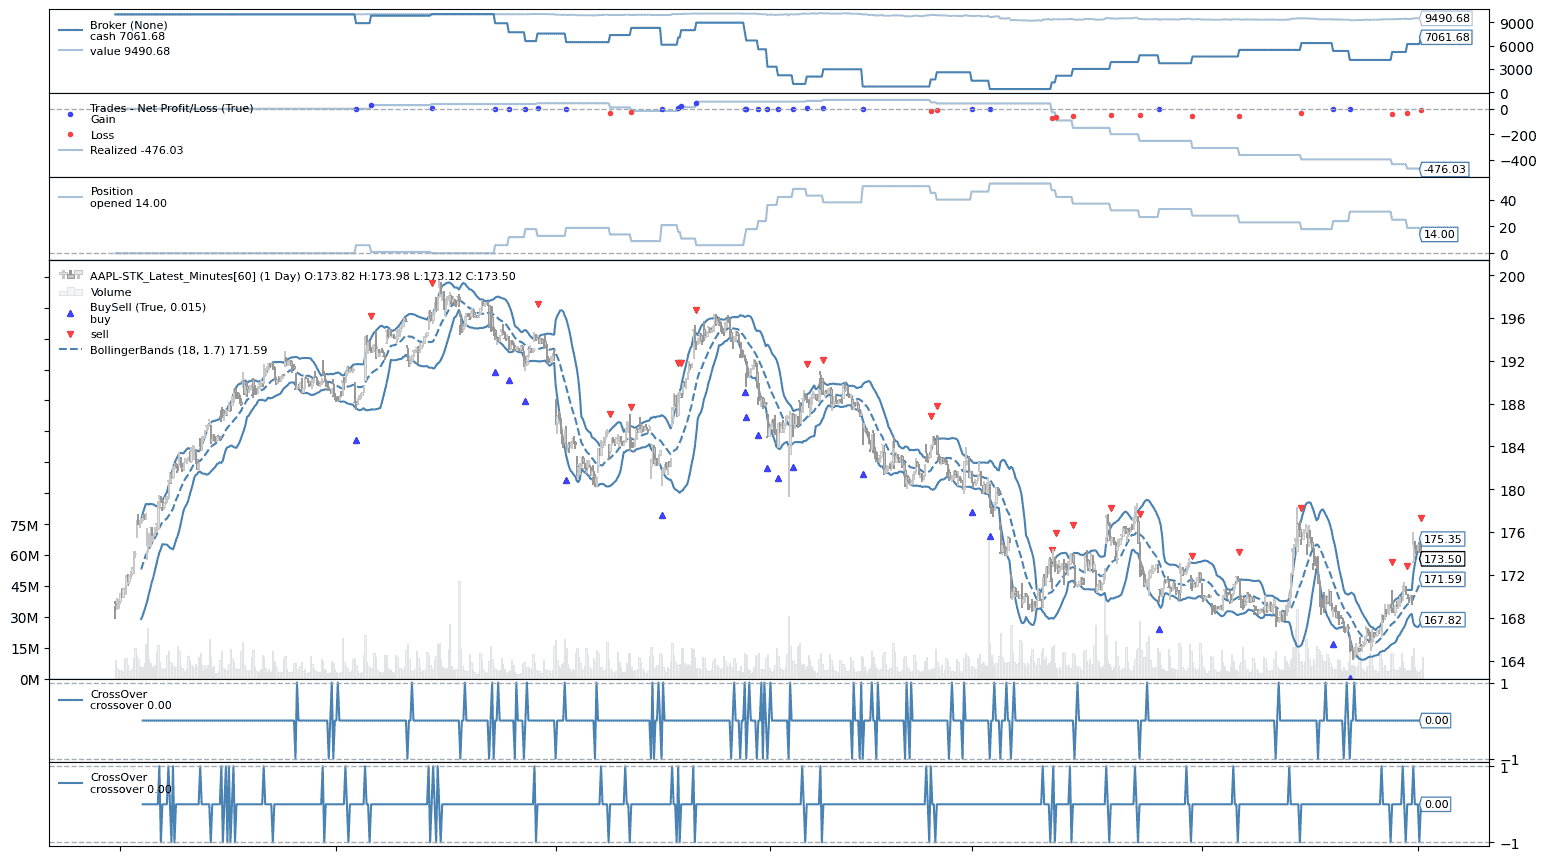 Broker (None)
cash 7061.68
value 9490.68
9490.68
7061.68
9000
6000
3000
0
Trades - Net Profit/Loss (True)
Gain
Loss
Realized -476.03
0
−200
−400
-476.03
Position
opened 14.00
40
20
0
14.00
AAPL-STK_Latest_Minutes[60] (1 Day) O:173.82 H:173.98 L:173.12 C:173.50
Volume
BuySell (True, 0.015)
buy
sell
BollingerBands (18, 1.7) 171.59
200
196
192
188
184
180
176
172
168
164
175.35
173.50
171.59
167.82
75M
60M
45M
30M
15M
0M
CrossOver
crossover 0.00
1
0.00
−1
CrossOver
crossover 0.00
1
0.00
−1